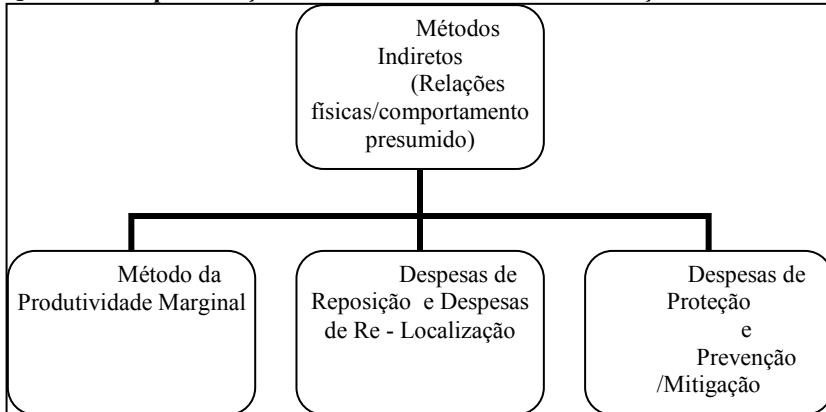 Métodos
Indiretos
(Relações
físicas/comportamento
presumido)
Método da
Produtividade Marginal
Despesas de
Reposição e Despesas
de Re - Localização
Despesas de
Proteção
e
Prevenção
/Mitigação